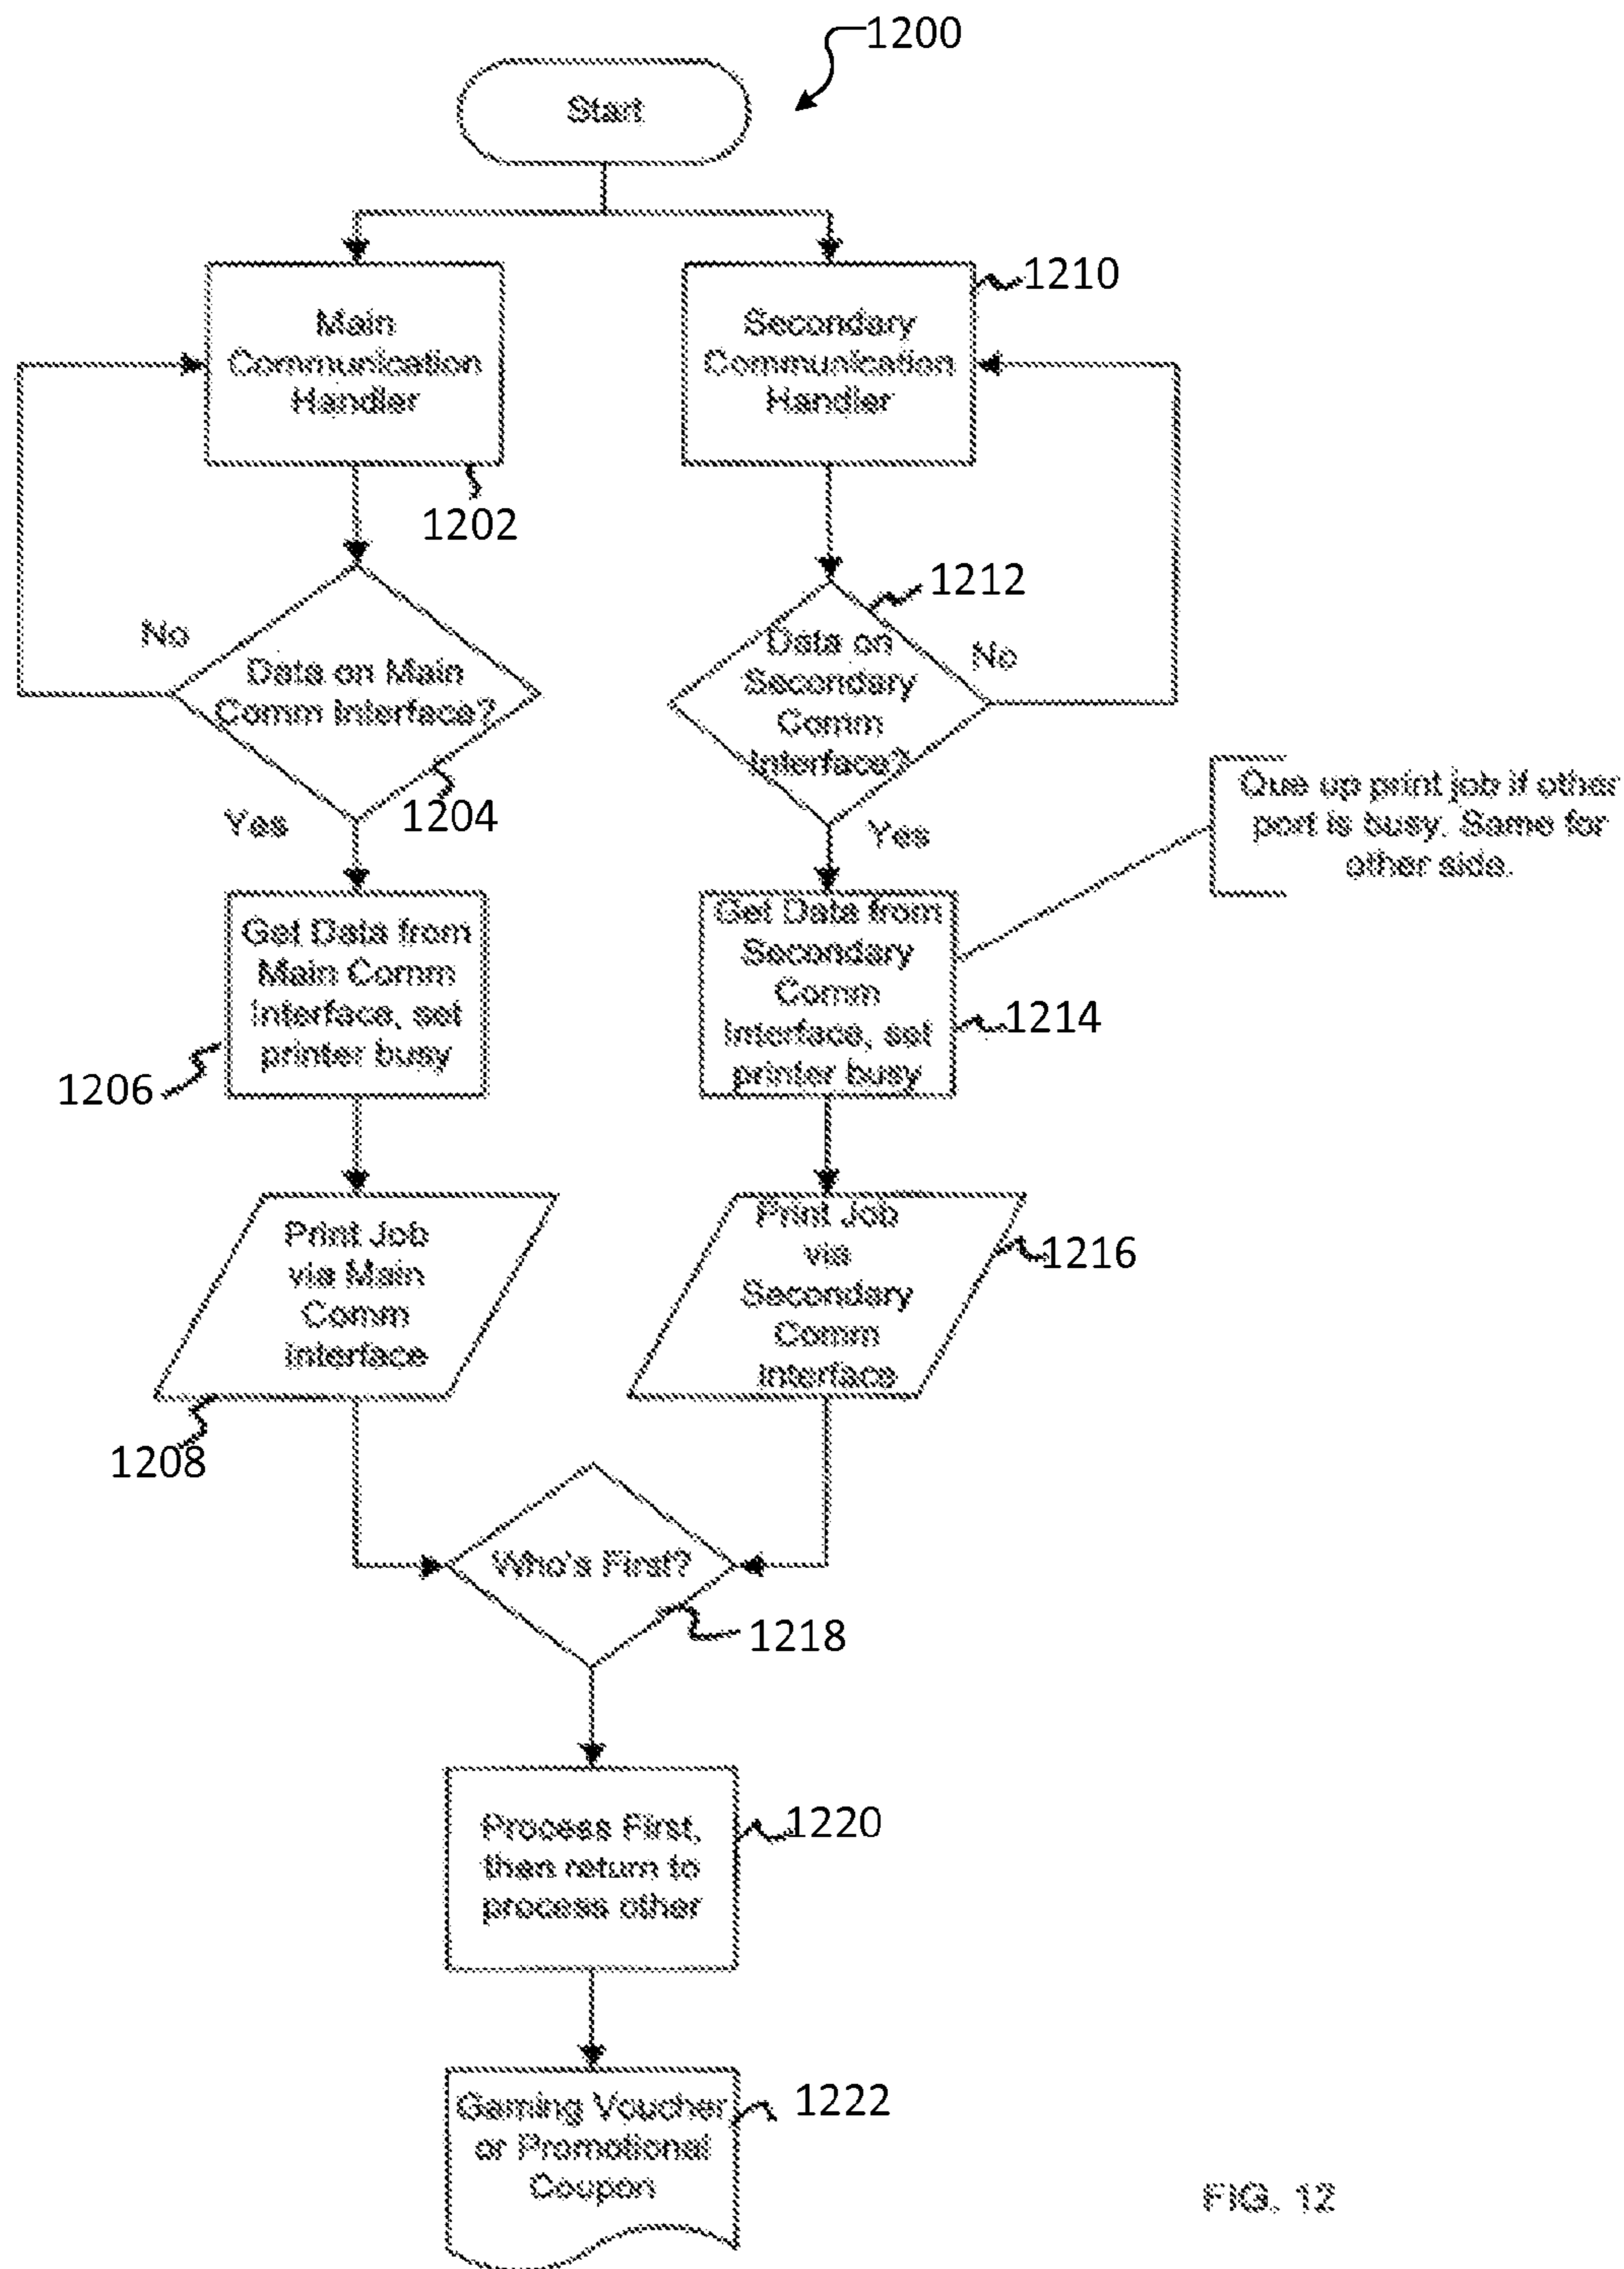 1200
Start
1210
Main
Communication
Handler
Secondary
Communication
Handler
1202
1212
No
Data on Main
Comm Interface?
Data on
Secondary
Comm
Interface?
No
1204
Yes
Yes
Que up print job if other
port is busy. Same for
other side.
Get Data from
Main Comm
Interface, set
printer busy
Get Data from
Secondary
Comm
Interface, set
printer busy
1214
1206
Print Job
via Main
Comm
Interface
Print Job
via
Secondary
Comm
Interface
1216
1208
Who's First?
1218
Process First,
then return to
process other
1220
Gaming Voucher
or Promotional
Coupon
1222
FIG. 12